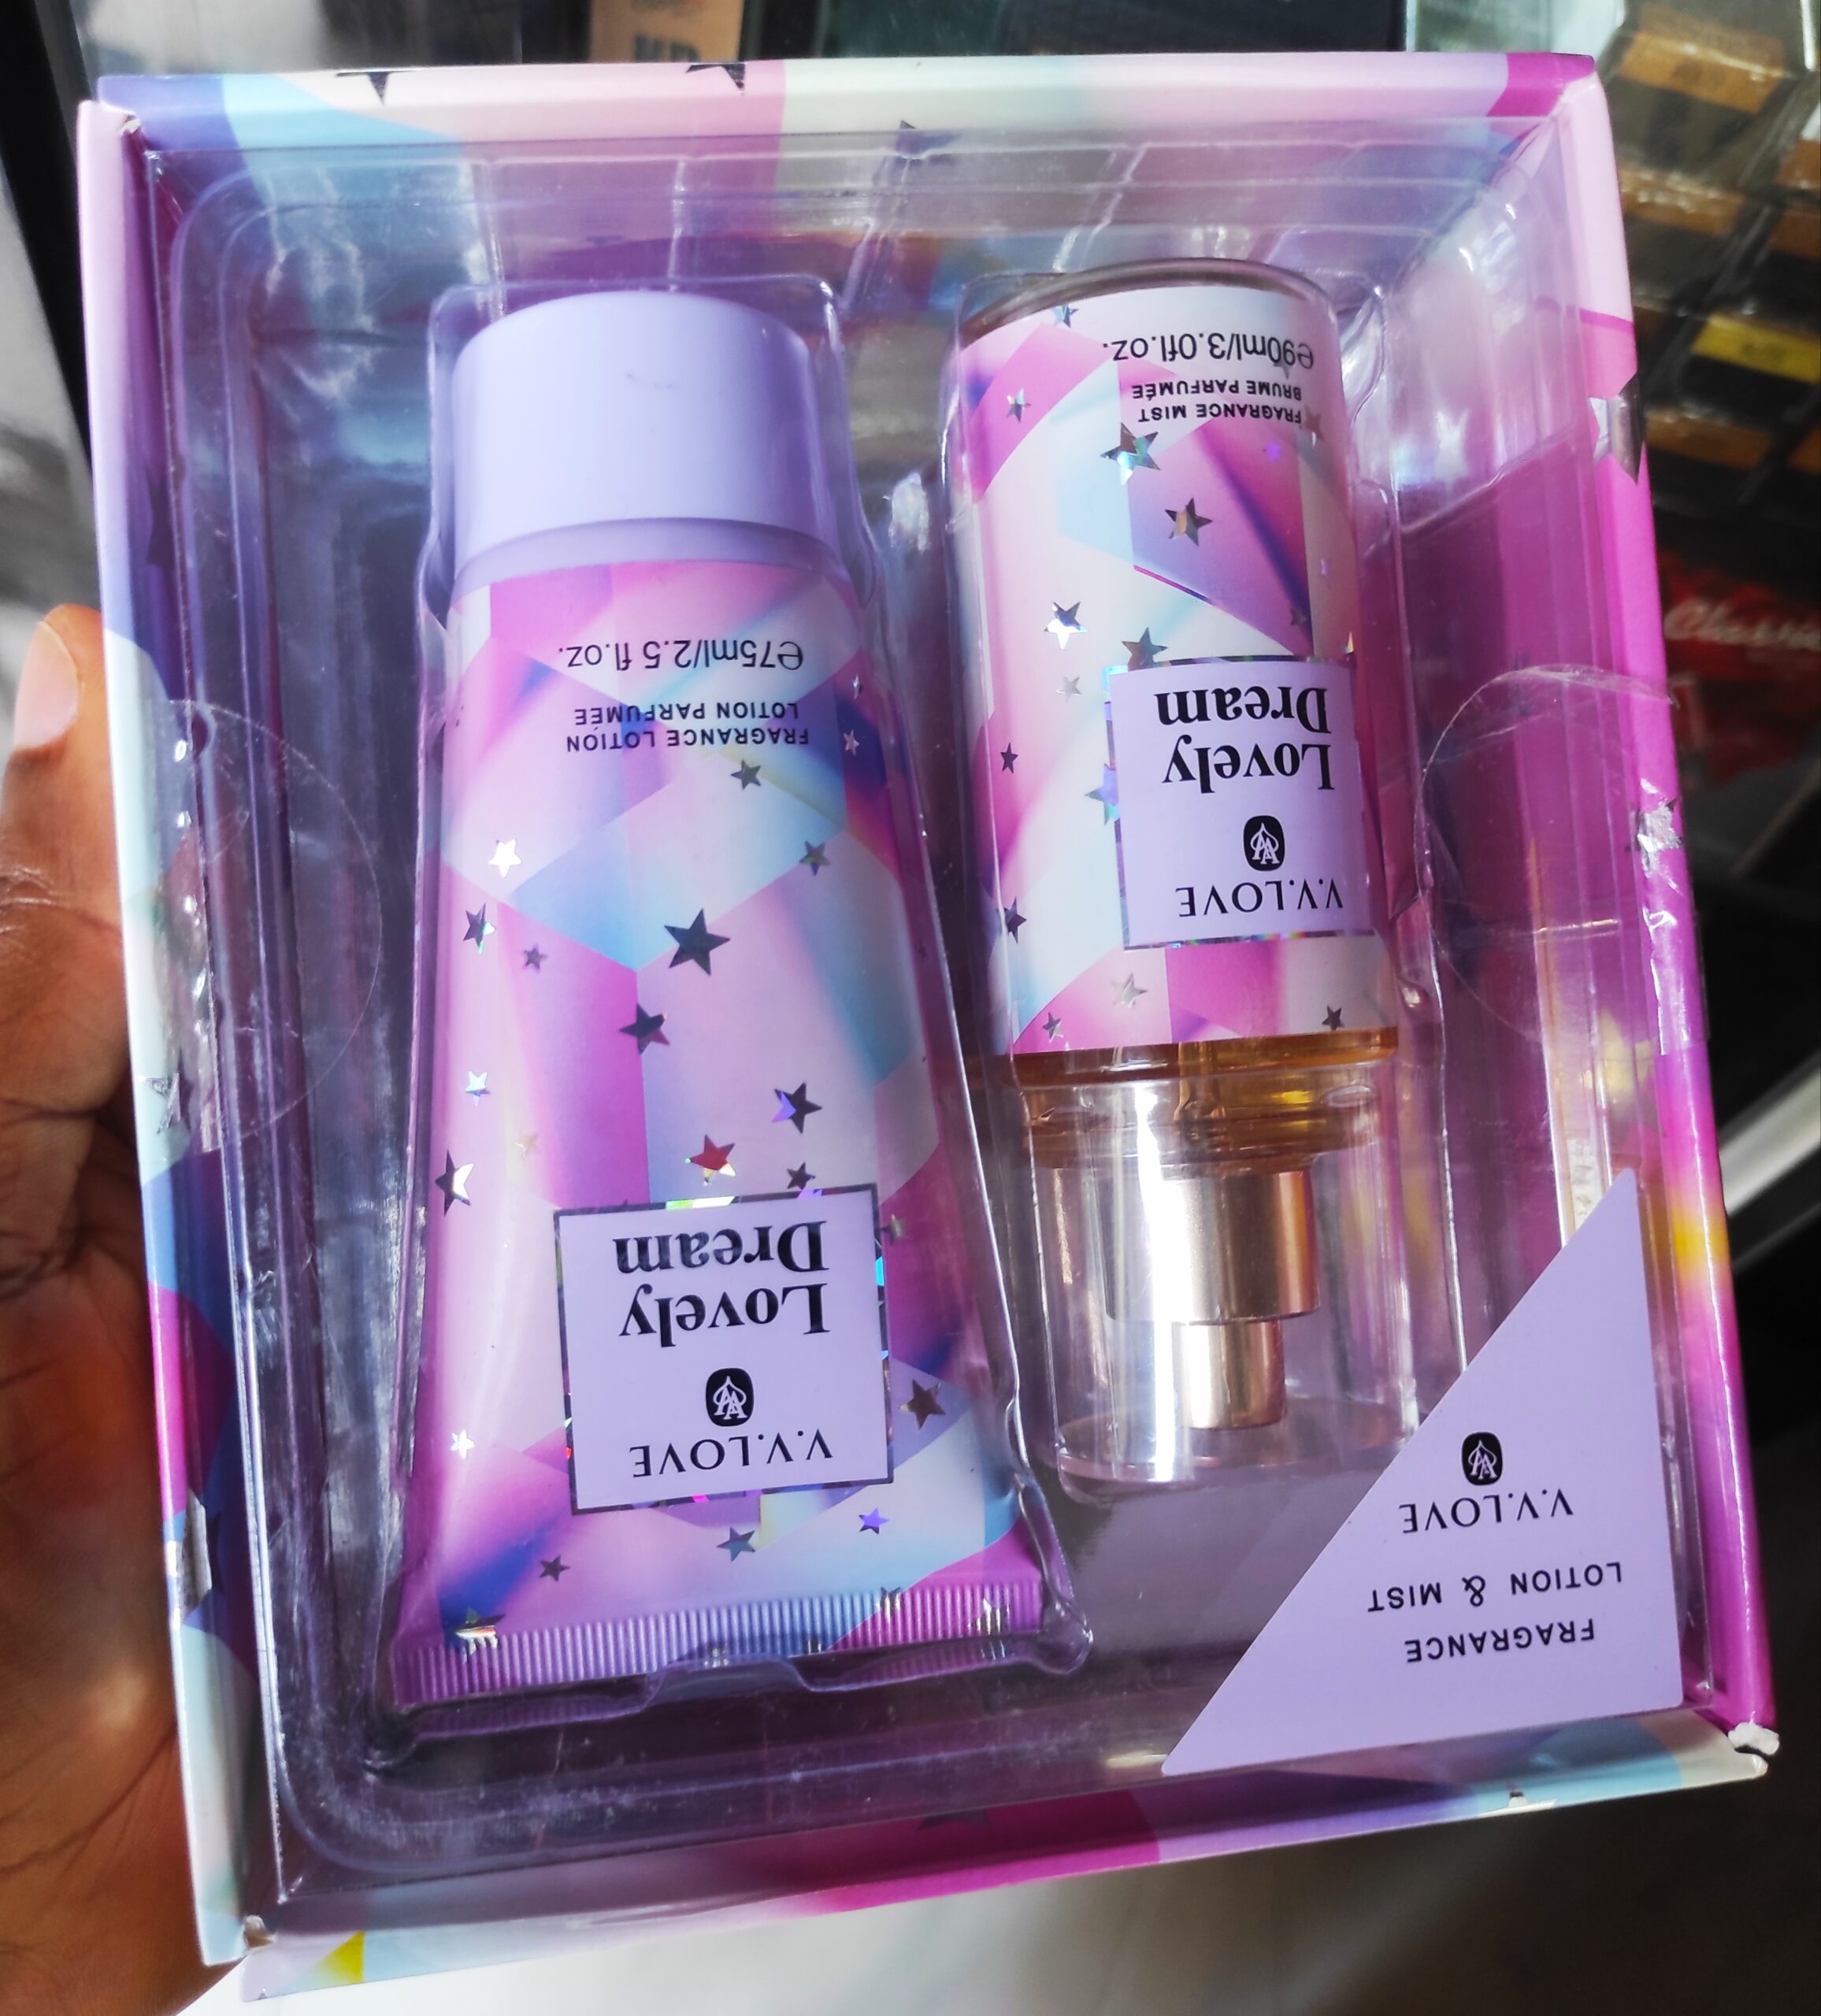 V.V.LOVE
Lovely
Dream
FRAGRANCE LOTION
LOTION PARFUMÉE
℮75ml/2.5 fl.oz.
V.V.LOVE
Lovely
Dream
FRAGRANCE MIST
BRUME PARFUMÉE
℮90ml/3.0fl.oz.
FRAGRANCE
LOTION & MIST
V.V.LOVE